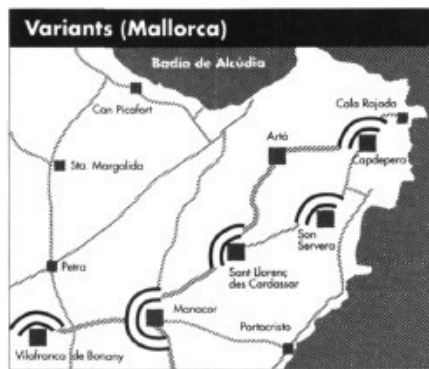 Variants (Mallorca)
Badia de Alcúdia
Can Picafort
Cala Rajada
Artà
Capdepera
Sta. Margalida
Son
Servera
Petra
Sant Llorenç
des Cardassar
Manacor
Portocristo
Vilafranca de Bonany